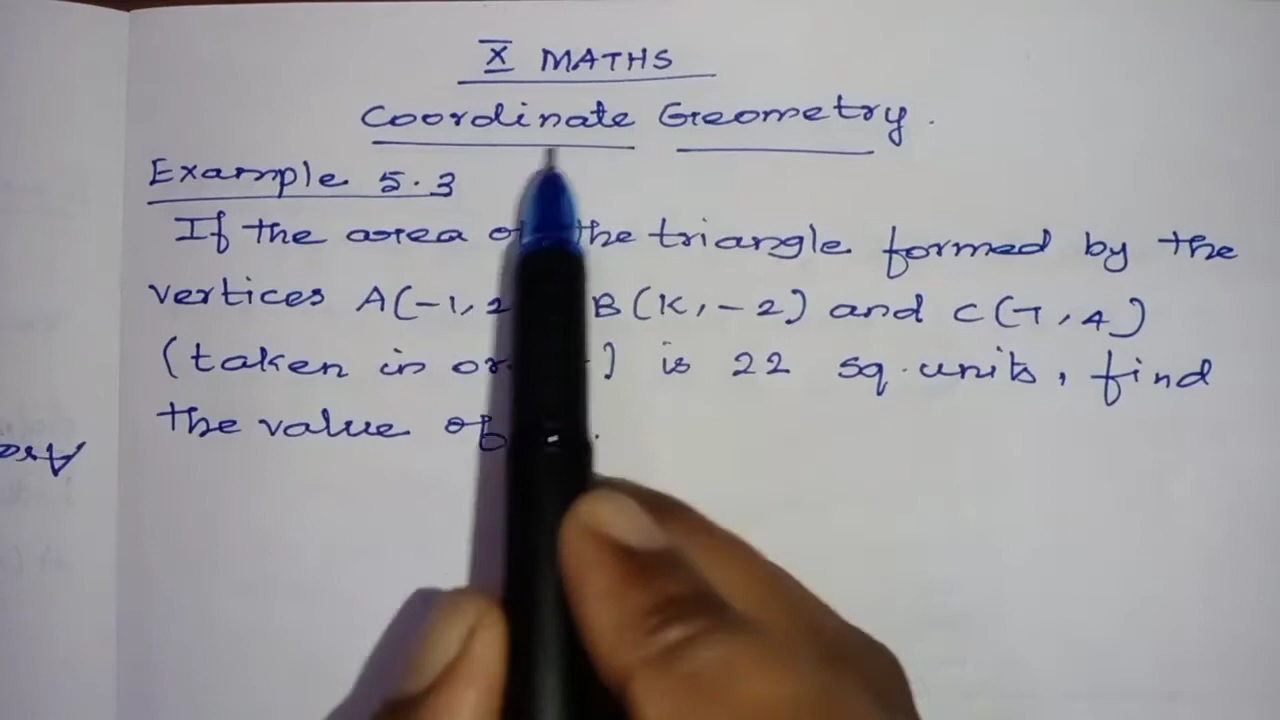 X MATHS
Coordinate Geometry.
Example 5.3
If the area the triangle formed by the
vertices A(-1, 2 B(K, -2) and C(7, 4)
(taken in is 22 sq. units, find
the value of